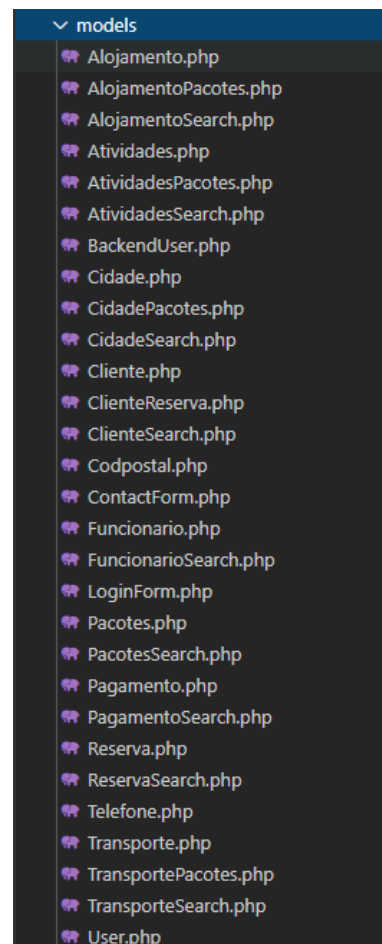 models
Alojamento.php
AlojamentoPacotes.php
AlojamentoSearch.php
Atividades.php
AtividadesPacotes.php
AtividadesSearch.php
BackendUser.php
Cidade.php
CidadePacotes.php
CidadeSearch.php
Cliente.php
ClienteReserva.php
ClienteSearch.php
Codpostal.php
ContactForm.php
Funcionario.php
FuncionarioSearch.php
LoginForm.php
Pacotes.php
PacotesSearch.php
Pagamento.php
PagamentoSearch.php
Reserva.php
ReservaSearch.php
Telefone.php
Transporte.php
TransportePacotes.php
TransporteSearch.php
User.php